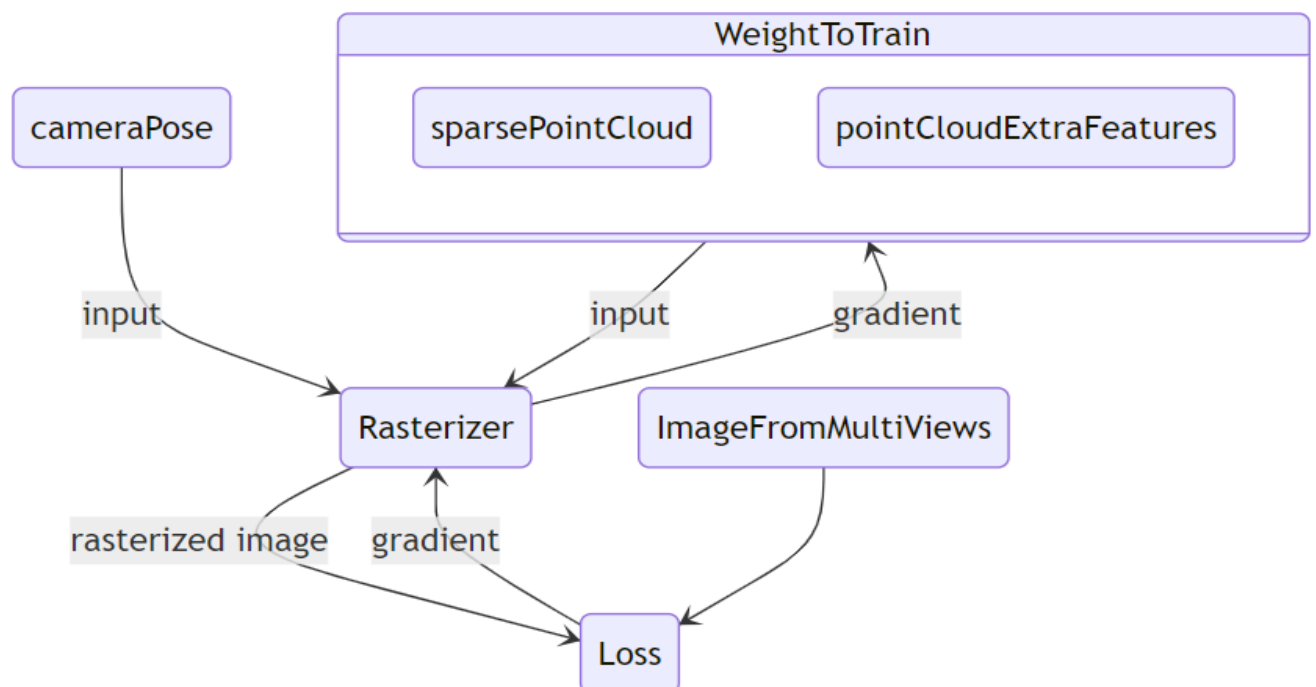 WeightToTrain
cameraPose
sparsePointCloud
pointCloudExtraFeatures
input
input
gradient
Rasterizer
ImageFromMultiViews
rasterized image
gradient
Loss